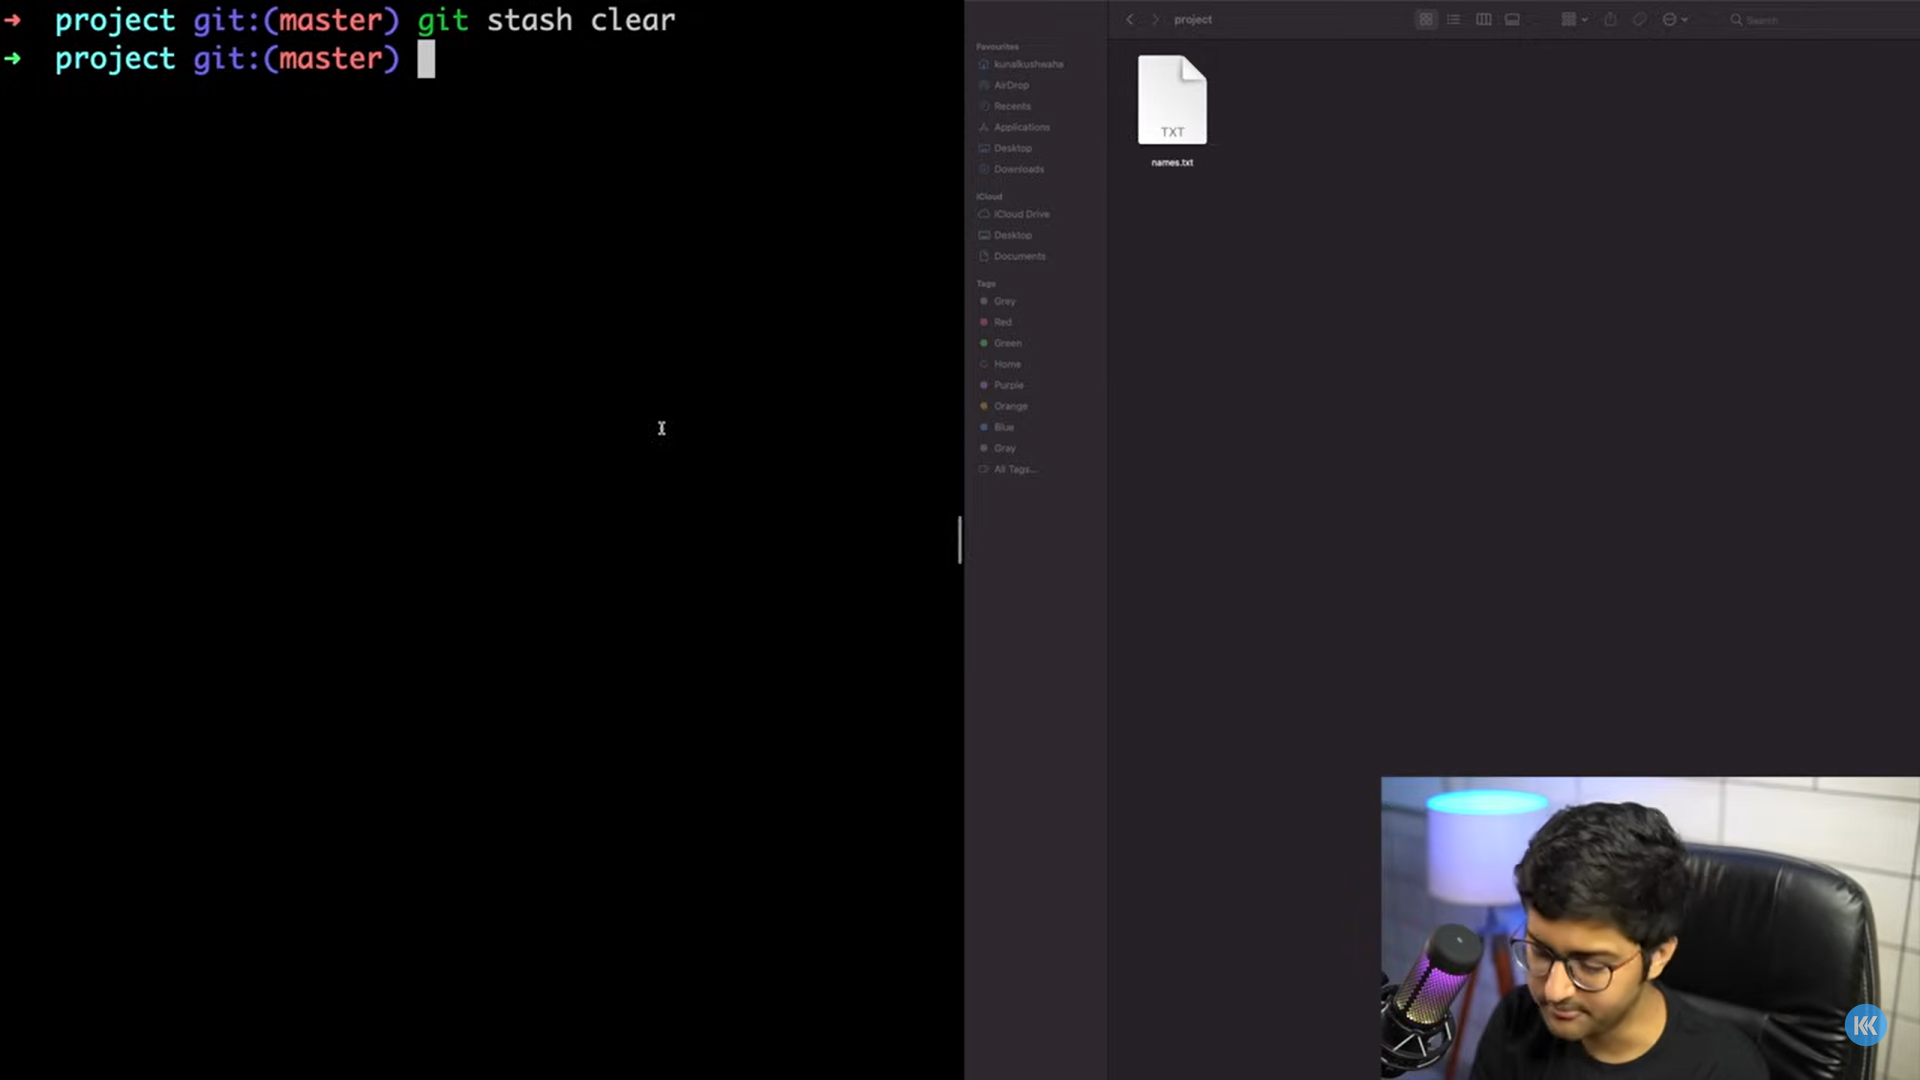 ➜ project git:(master) git stash clear
➜ project git:(master)
project
Search
Favourites
kunalkushwaha
AirDrop
Recents
Applications
Desktop
Downloads
iCloud
iCloud Drive
Desktop
Documents
Tags
Grey
Red
Green
Home
Purple
Orange
Blue
Gray
All Tags...
TXT
names.txt
KK